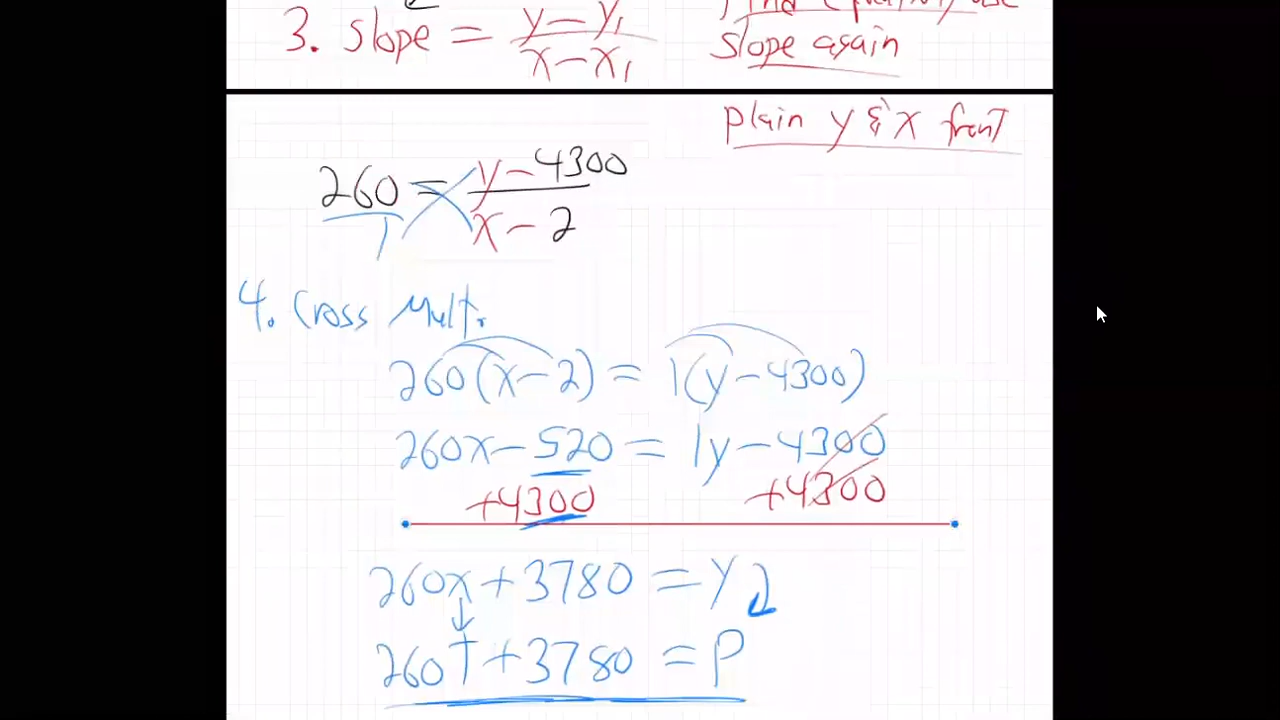 3. Slope = y - y₁ / x - x₁
slope again
plain y & x front
260 / 1 = y - 4300 / x - 2
4. Cross Mult.
260(x - 2) = 1(y - 4300)
260x - 520 = 1y - 4300
+4300 +4300
260x + 3780 = y
260T + 3780 = P